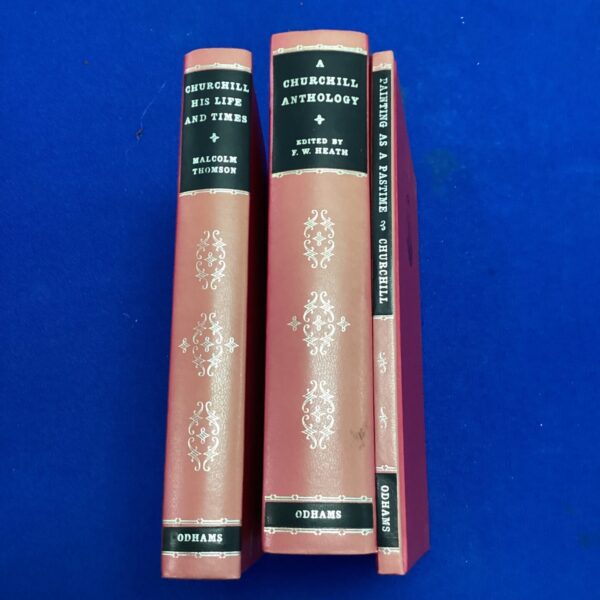 CHURCHILL
HIS LIFE
AND TIMES
MALCOLM
THOMSON
ODHAMS
A
CHURCHILL
ANTHOLOGY
EDITED BY
F. W. HEATH
ODHAMS
PAINTING AS A PASTIME CHURCHILL
ODHAMS